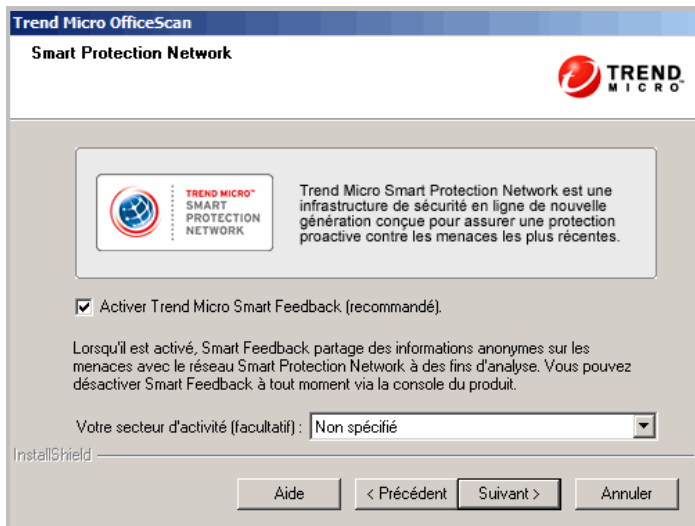 Trend Micro OfficeScan
Smart Protection Network
TREND
MICRO
TREND MICRO™
SMART
PROTECTION
NETWORK
Trend Micro Smart Protection Network est une
infrastructure de sécurité en ligne de nouvelle
génération conçue pour assurer une protection
proactive contre les menaces les plus récentes.
Activer Trend Micro Smart Feedback (recommandé).
Lorsqu'il est activé, Smart Feedback partage des informations anonymes sur les
menaces avec le réseau Smart Protection Network à des fins d'analyse. Vous pouvez
désactiver Smart Feedback à tout moment via la console du produit.
Votre secteur d'activité (facultatif) : Non spécifié
InstallShield
Aide < Précédent Suivant > Annuler